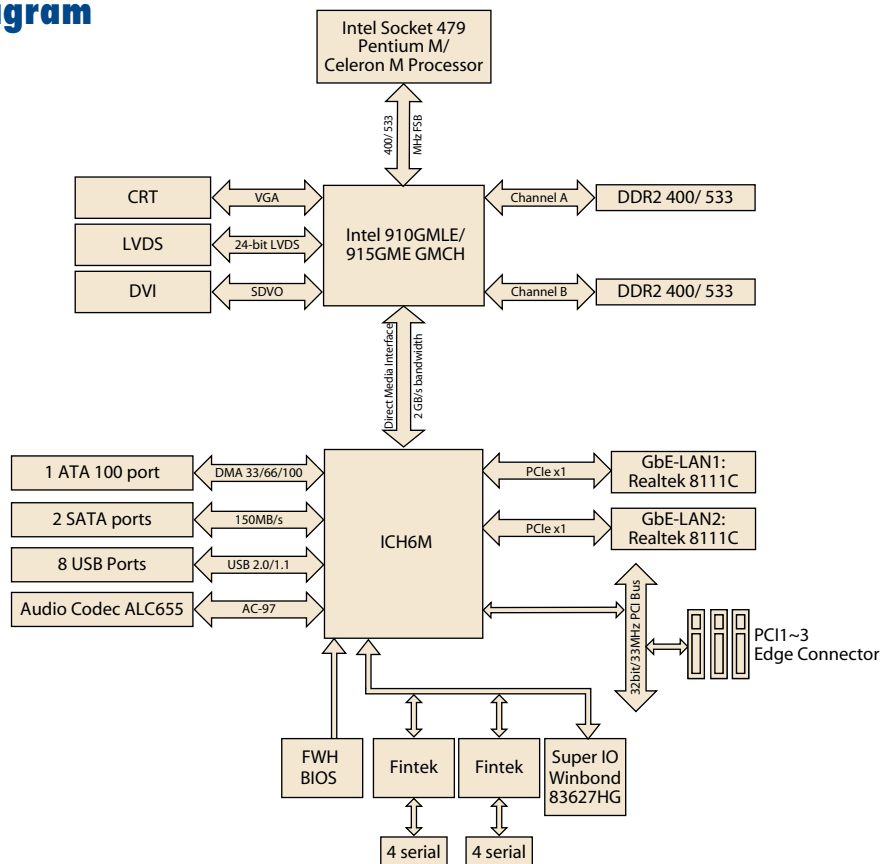 agram
Intel Socket 479
Pentium M/
Celeron M Processor
400/ 533
MHz FSB
CRT
VGA
LVDS
24-bit LVDS
DVI
SDVO
Intel 910GMLE/
915GME GMCH
Channel A
DDR2 400/ 533
Channel B
DDR2 400/ 533
Direct Media Interface
2 GB/s bandwidth
1 ATA 100 port
DMA 33/66/100
2 SATA ports
150MB/s
8 USB Ports
USB 2.0/1.1
Audio Codec ALC655
AC-97
ICH6M
PCIe x1
GbE-LAN1:
Realtek 8111C
PCIe x1
GbE-LAN2:
Realtek 8111C
32bit/33MHz PCI Bus
PCI1~3
Edge Connector
FWH
BIOS
Fintek
Fintek
Super IO
Winbond
83627HG
4 serial
4 serial